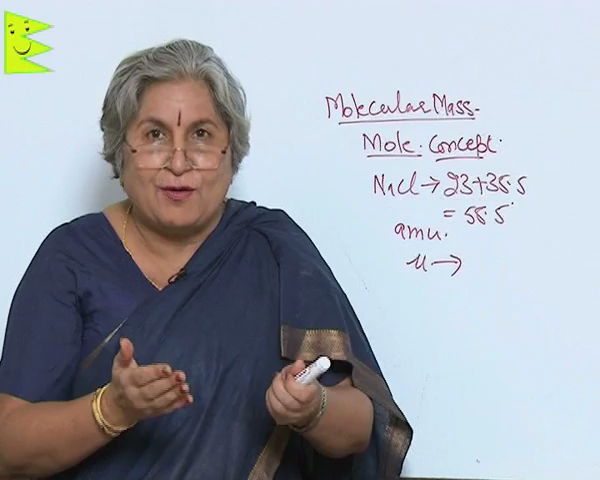 Molecular Mass.
Mole. Concept.
NaCl → 23+35.5
= 58.5
amu.
u →